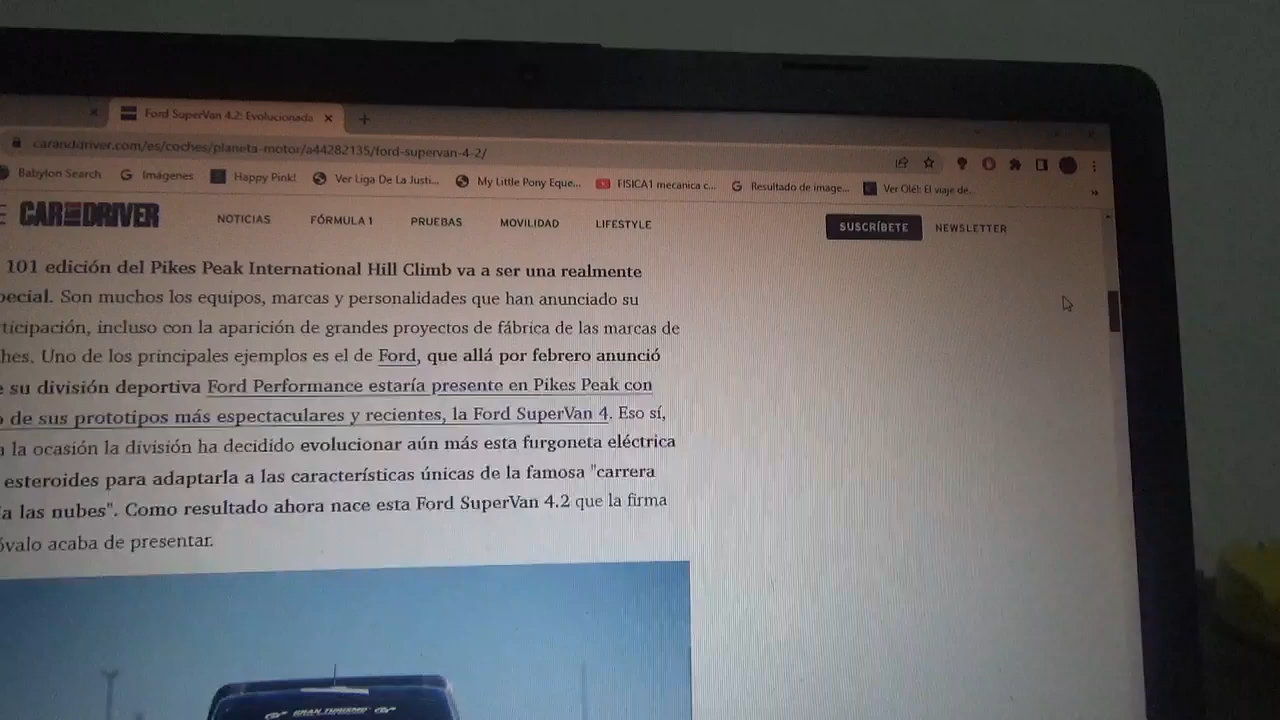 Ford SuperVan 4.2: Evolucionada
caranddriver.com/es/coches/planeta-motor/a44282135/ford-supervan-4-2/
Babylon Search Imágenes Happy Pink! Ver Liga De La Justi... My Little Pony Eque... FISICA1 mecanica c... Resultado de image... Ver Olé!: El viaje de...
CAR AND DRIVER NOTICIAS FÓRMULA 1 PRUEBAS MOVILIDAD LIFESTYLE SUSCRÍBETE NEWSLETTER
101 edición del Pikes Peak International Hill Climb va a ser una realmente
pecial. Son muchos los equipos, marcas y personalidades que han anunciado su
ticipación, incluso con la aparición de grandes proyectos de fábrica de las marcas de
hes. Uno de los principales ejemplos es el de Ford, que allá por febrero anunció
e su división deportiva Ford Performance estaría presente en Pikes Peak con
o de sus prototipos más espectaculares y recientes, la Ford SuperVan 4. Eso sí,
a la ocasión la división ha decidido evolucionar aún más esta furgoneta eléctrica
esteroides para adaptarla a las características únicas de la famosa "carrera
a las nubes". Como resultado ahora nace esta Ford SuperVan 4.2 que la firma
óvalo acaba de presentar.
GT GRAN TURISMO GT